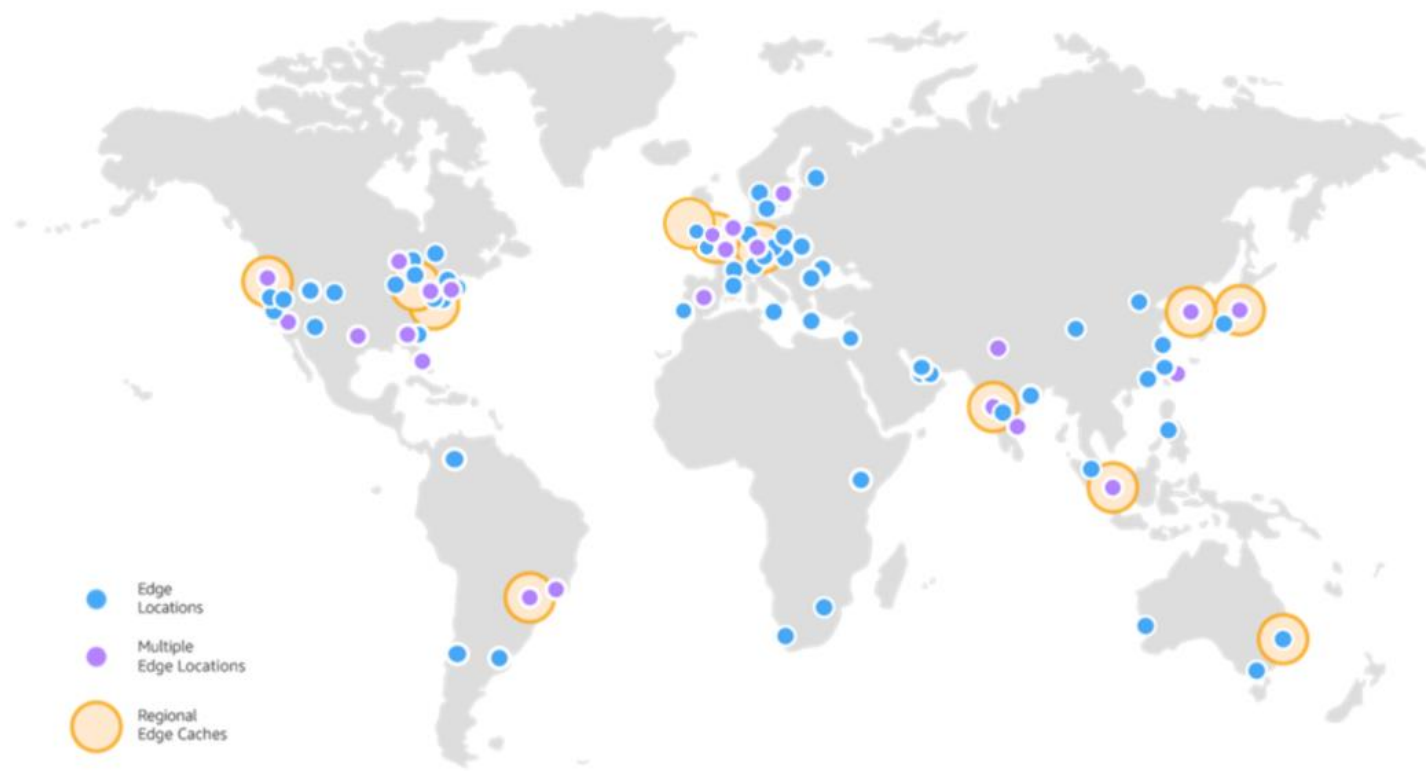 Edge
Locations
Multiple
Edge Locations
Regional
Edge Caches